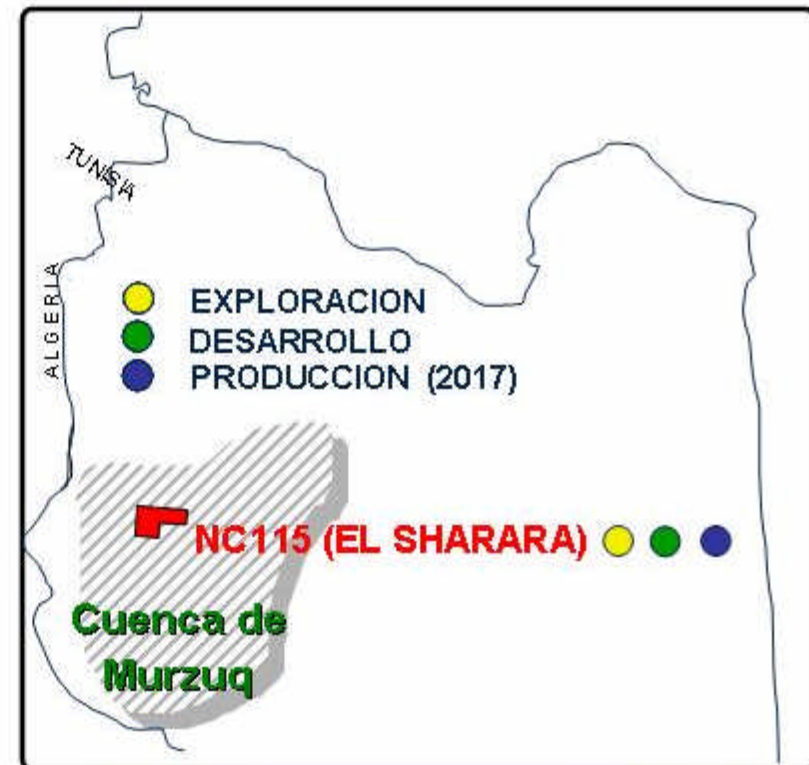 TUNISIA
ALGERIA
EXPLORACION
DESARROLLO
PRODUCCION (2017)
NC115 (EL SHARARA)
Cuenca de
Murzuq